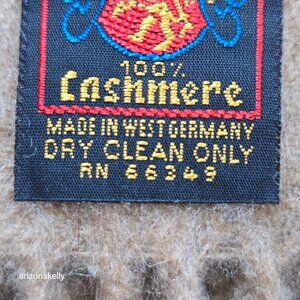 100%
Cashmere
MADE IN WEST GERMANY
DRY CLEAN ONLY
RN 66349
arizonakelly